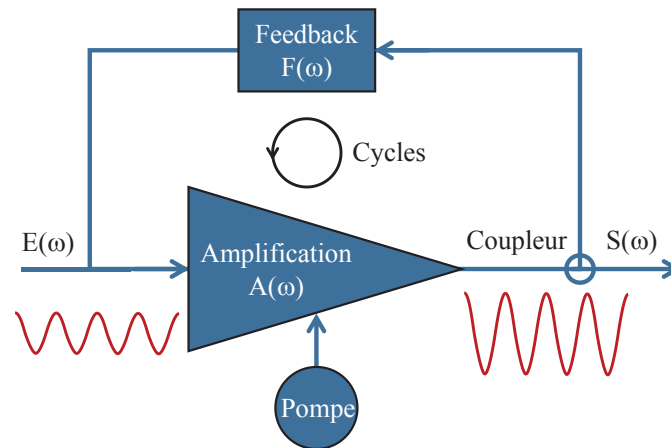 Feedback
F(ω)
Cycles
E(ω)
Amplification
A(ω)
Coupleur
S(ω)
Pompe